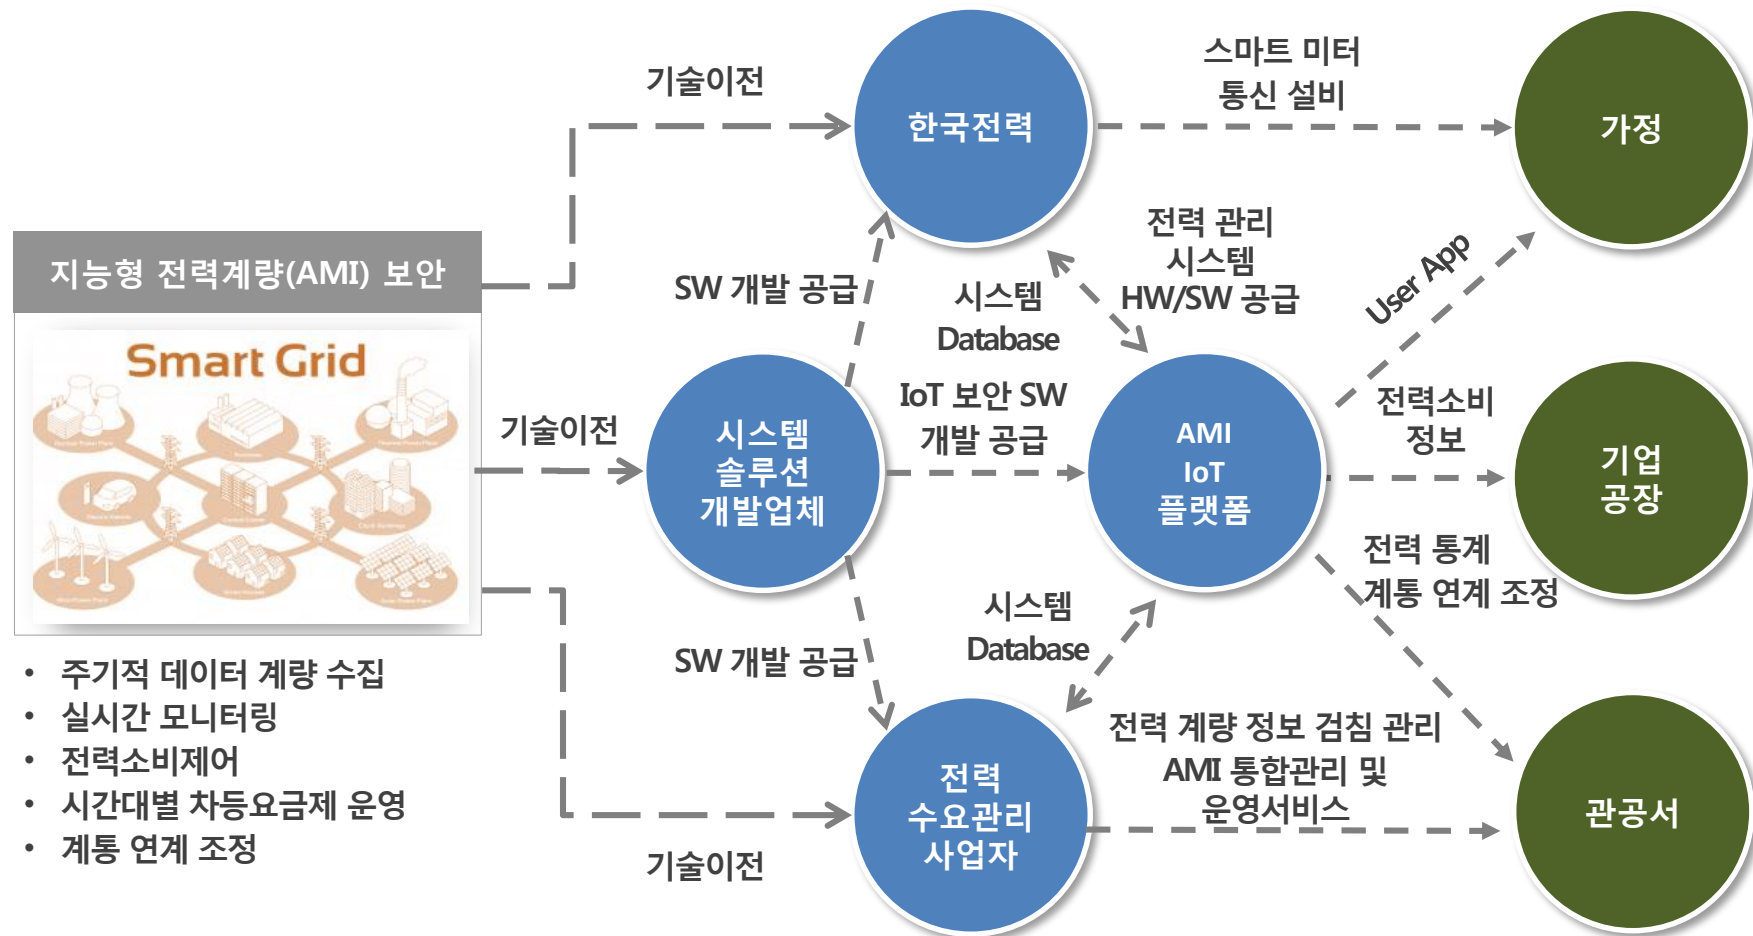 기술이전
한국전력
스마트 미터
통신 설비
가정
지능형 전력계량(AMI) 보안
Smart Grid
SW 개발 공급
시스템
Database
전력 관리
시스템
HW/SW 공급
User App
기술이전
시스템
솔루션
개발업체
IoT 보안 SW
개발 공급
AMI
IoT
플랫폼
전력소비
정보
기업
공장
전력 통계
계통 연계 조정
SW 개발 공급
시스템
Database
• 주기적 데이터 계량 수집
• 실시간 모니터링
• 전력소비제어
• 시간대별 차등요금제 운영
• 계통 연계 조정
기술이전
전력
수요관리
사업자
전력 계량 정보 검침 관리
AMI 통합관리 및
운영서비스
관공서